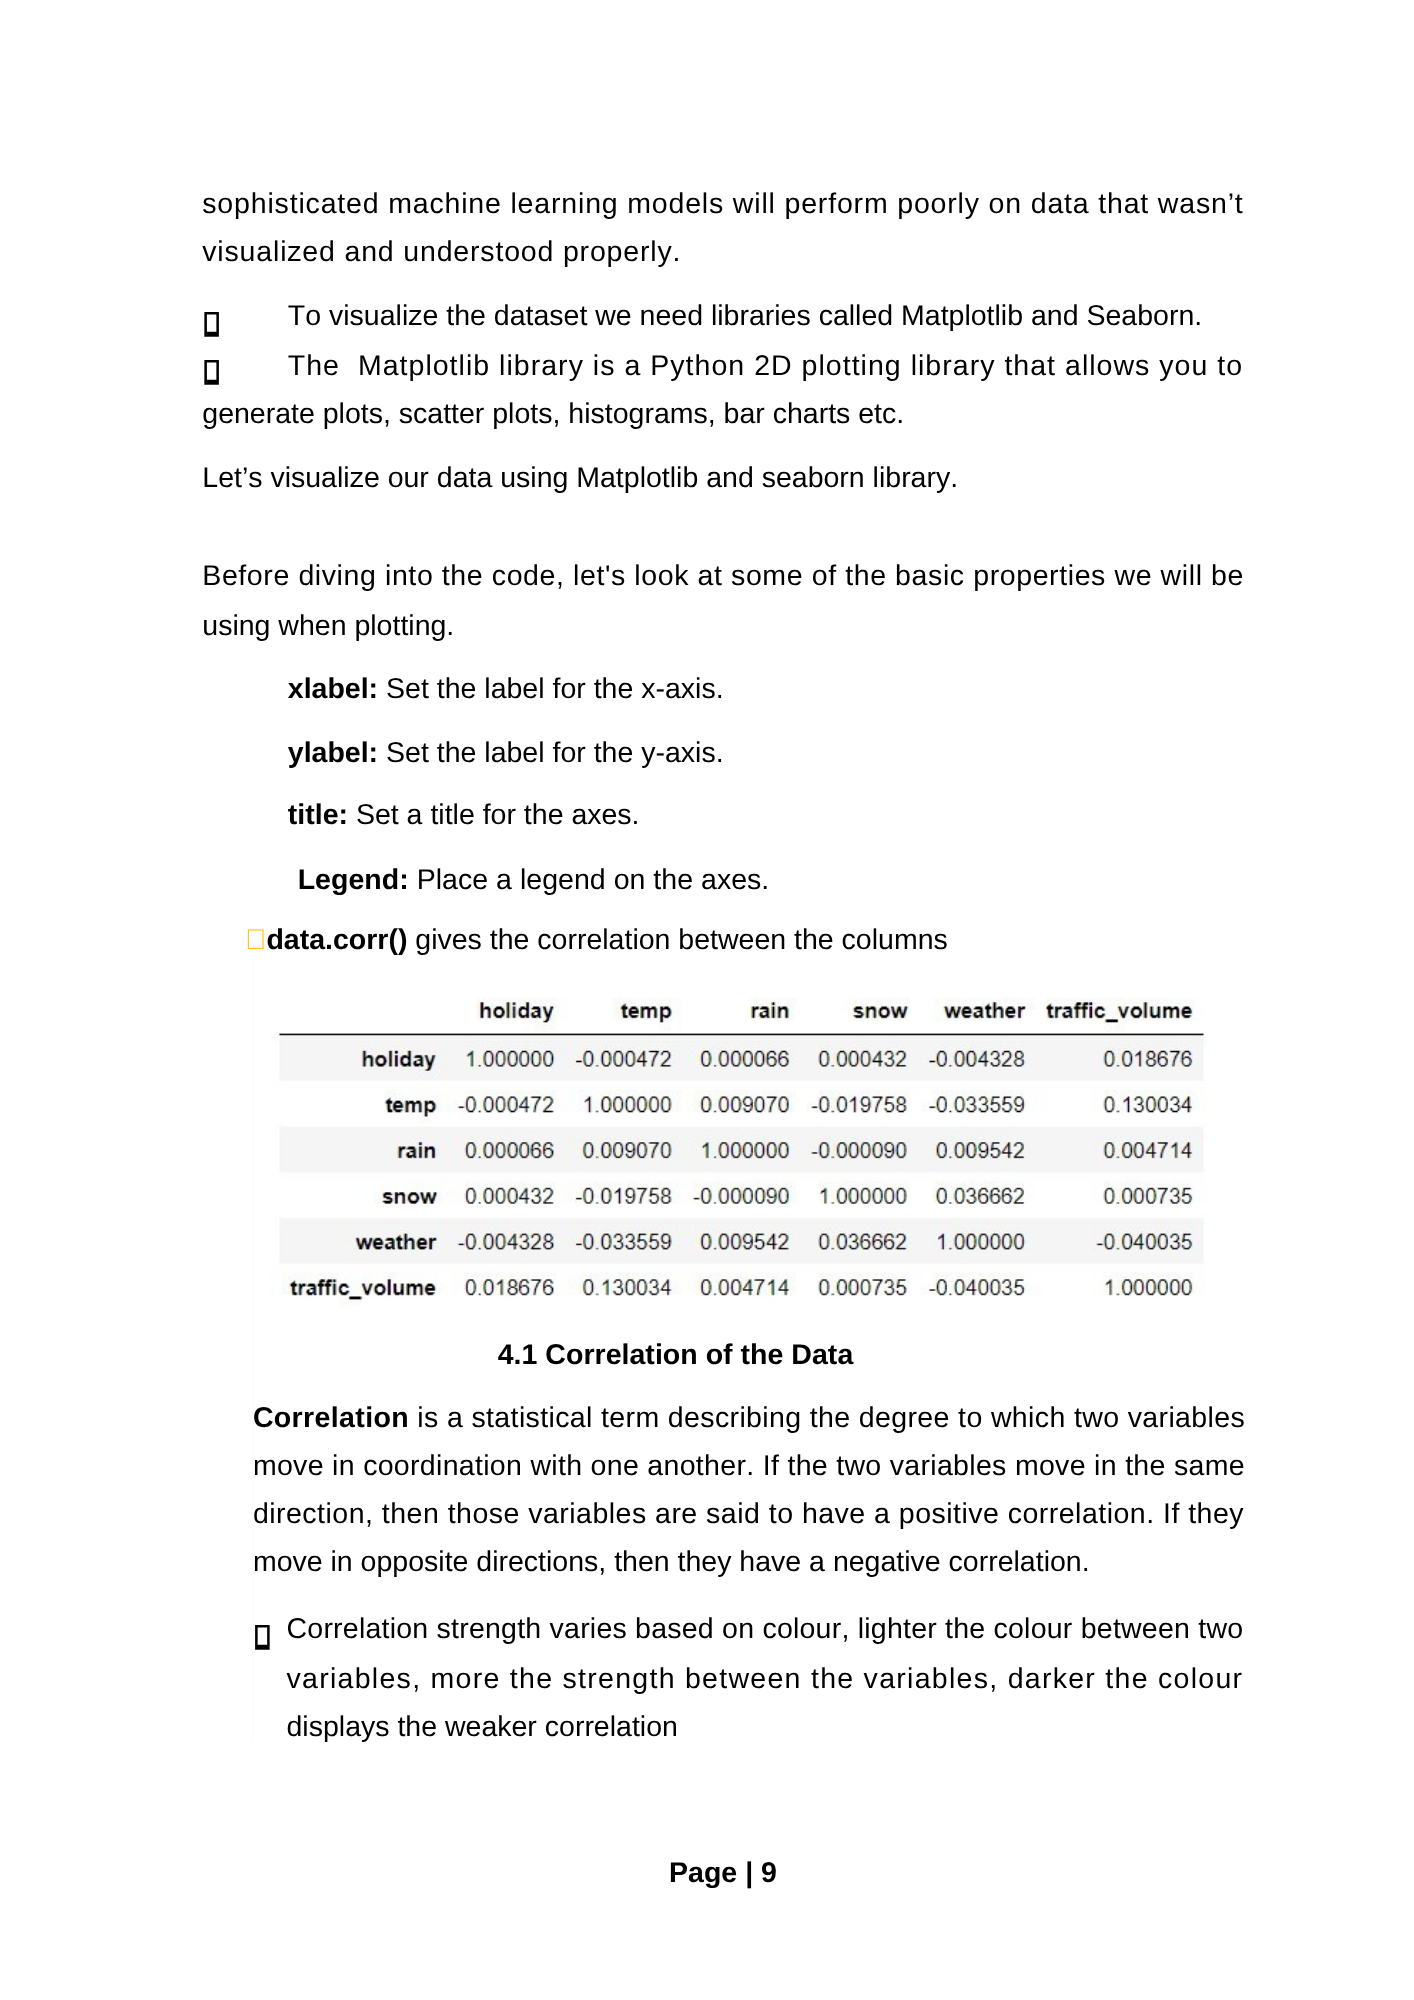 sophisticated machine learning models will perform poorly on data that wasn’t
visualized and understood properly.
To visualize the dataset we need libraries called Matplotlib and Seaborn.
The Matplotlib library is a Python 2D plotting library that allows you to
generate plots, scatter plots, histograms, bar charts etc.
Let’s visualize our data using Matplotlib and seaborn library.
Before diving into the code, let's look at some of the basic properties we will be
using when plotting.
xlabel: Set the label for the x-axis.
ylabel: Set the label for the y-axis.
title: Set a title for the axes.
Legend: Place a legend on the axes.
data.corr() gives the correlation between the columns
holiday temp rain snow weather traffic_volume
holiday 1.000000 -0.000472 0.000066 0.000432 -0.004328 0.018676
temp -0.000472 1.000000 0.009070 -0.019758 -0.033559 0.130034
rain 0.000066 0.009070 1.000000 -0.000090 0.009542 0.004714
snow 0.000432 -0.019758 -0.000090 1.000000 0.036662 0.000735
weather -0.004328 -0.033559 0.009542 0.036662 1.000000 -0.040035
traffic_volume 0.018676 0.130034 0.004714 0.000735 -0.040035 1.000000
4.1 Correlation of the Data
Correlation is a statistical term describing the degree to which two variables
move in coordination with one another. If the two variables move in the same
direction, then those variables are said to have a positive correlation. If they
move in opposite directions, then they have a negative correlation.
Correlation strength varies based on colour, lighter the colour between two
variables, more the strength between the variables, darker the colour
displays the weaker correlation
Page | 9